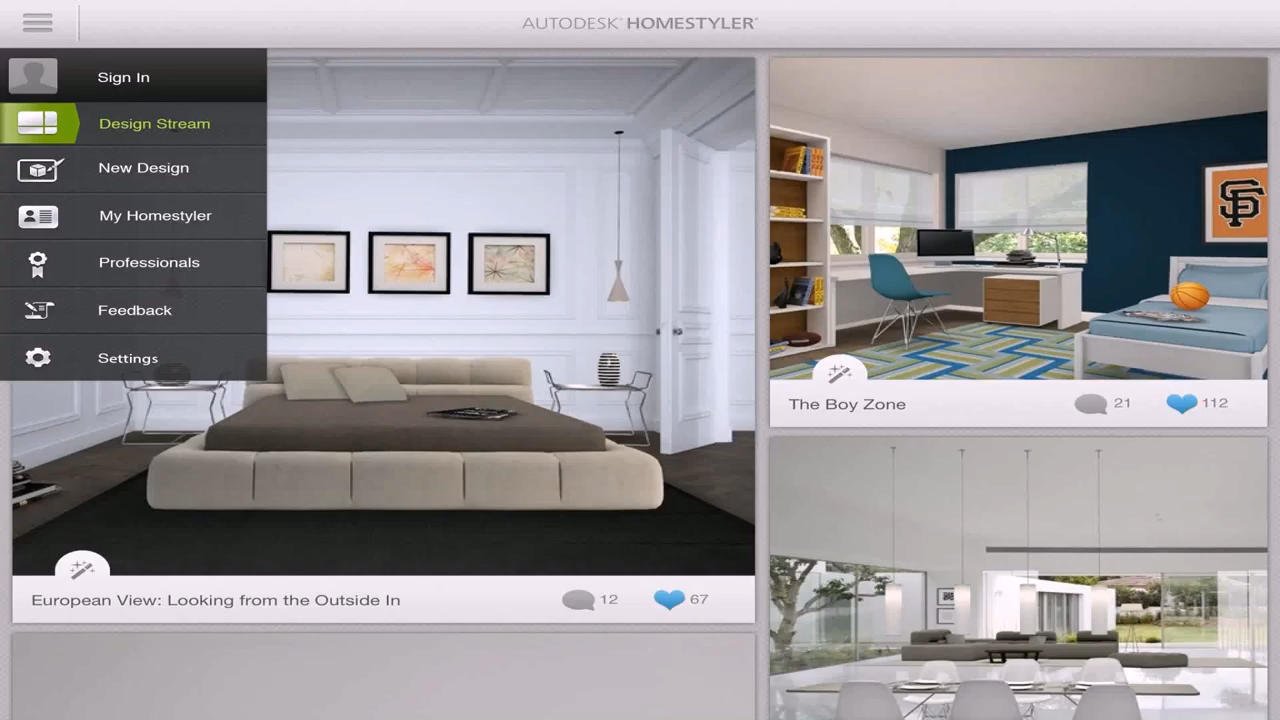 AUTODESK® HOMESTYLER®
Sign In
Design Stream
New Design
My Homestyler
Professionals
Feedback
Settings
SF
European View: Looking from the Outside In
12
67
The Boy Zone
21
112